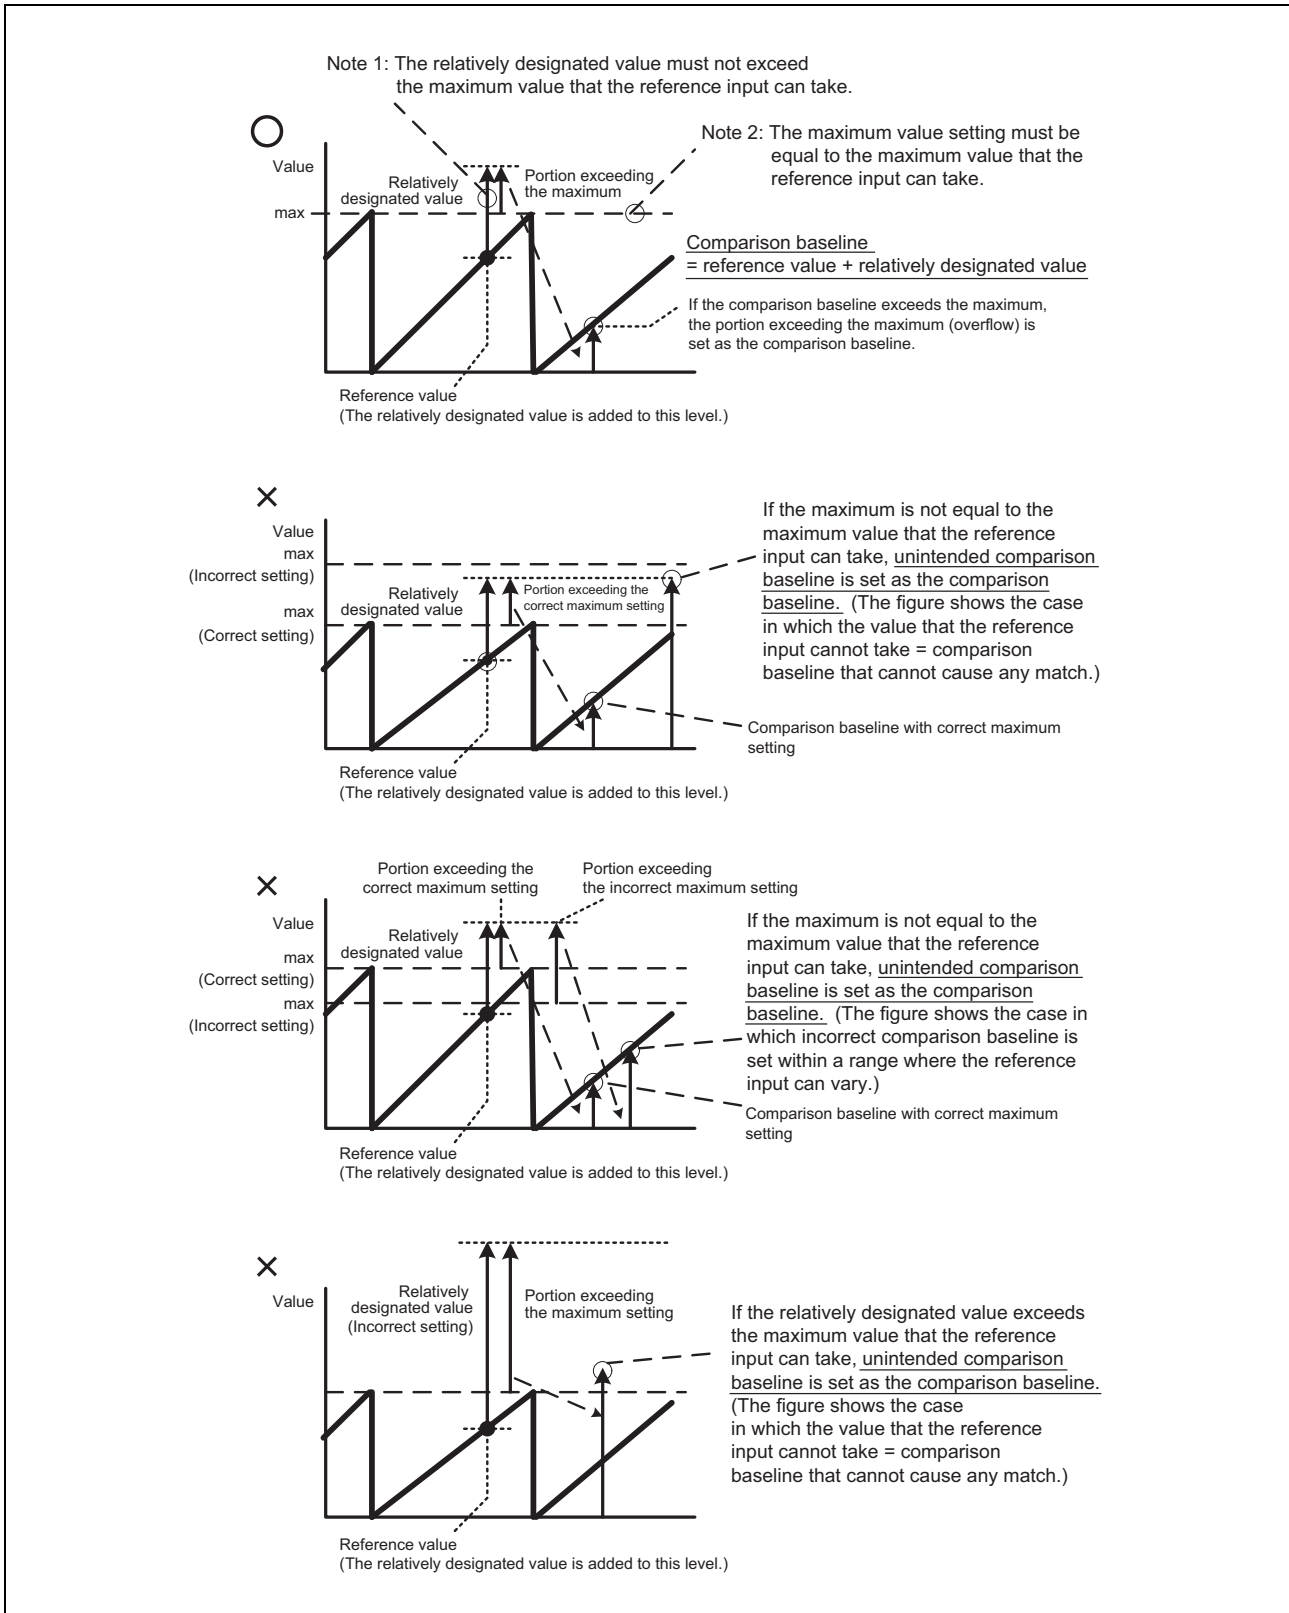 Note 1: The relatively designated value must not exceed
the maximum value that the reference input can take.
Note 2: The maximum value setting must be
equal to the maximum value that the
reference input can take.
Value
Relatively
designated value
Portion exceeding
the maximum
max
Comparison baseline
= reference value + relatively designated value
If the comparison baseline exceeds the maximum,
the portion exceeding the maximum (overflow) is
set as the comparison baseline.
Reference value
(The relatively designated value is added to this level.)
Value
max
(Incorrect setting)
max
(Correct setting)
Relatively
designated value
Portion exceeding the
correct maximum setting
If the maximum is not equal to the
maximum value that the reference
input can take, unintended comparison
baseline is set as the comparison
baseline. (The figure shows the case
in which the value that the reference
input cannot take = comparison
baseline that cannot cause any match.)
Comparison baseline with correct maximum
setting
Reference value
(The relatively designated value is added to this level.)
Portion exceeding the
correct maximum setting
Portion exceeding
the incorrect maximum setting
Value
max
(Correct setting)
max
(Incorrect setting)
Relatively
designated value
If the maximum is not equal to the
maximum value that the reference
input can take, unintended comparison
baseline is set as the comparison
baseline. (The figure shows the case in
which incorrect comparison baseline is
set within a range where the reference
input can vary.)
Comparison baseline with correct maximum
setting
Reference value
(The relatively designated value is added to this level.)
Value
Relatively
designated value
(Incorrect setting)
Portion exceeding
the maximum setting
If the relatively designated value exceeds
the maximum value that the reference
input can take, unintended comparison
baseline is set as the comparison baseline.
(The figure shows the case
in which the value that the reference
input cannot take = comparison
baseline that cannot cause any match.)
Reference value
(The relatively designated value is added to this level.)